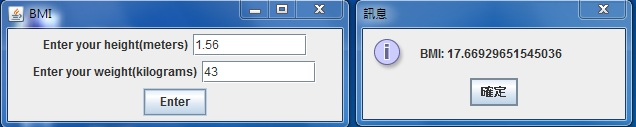 BMI
Enter your height(meters) 1.56
Enter your weight(kilograms) 43
Enter
訊息
BMI: 17.66929651545036
確定